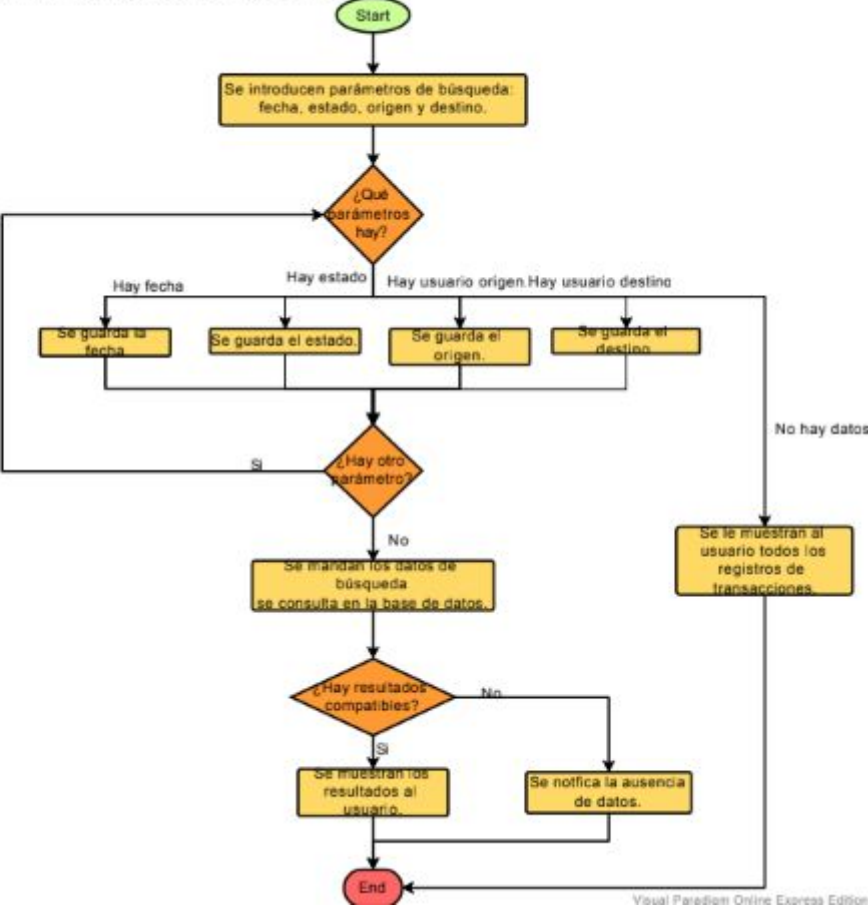 Start
Se introducen parámetros de búsqueda:
fecha, estado, origen y destino.
¿Qué
parámetros
hay?
Hay fecha
Hay estado
Hay usuario origen.
Hay usuario destino
Se guarda la
fecha
Se guarda el estado.
Se guarda el
origen.
Se guarda el
destino
No hay datos
Si
¿Hay otro
parámetro?
No
Se mandan los datos de
búsqueda
se consulta en la base de datos.
Se le muestran al
usuario todos los
registros de
transacciones.
¿Hay resultados
compatibles?
No
Si
Se muestran los
resultados al
usuario.
Se notfica la ausencia
de datos.
End
Visual Paradigm Online Express Edition